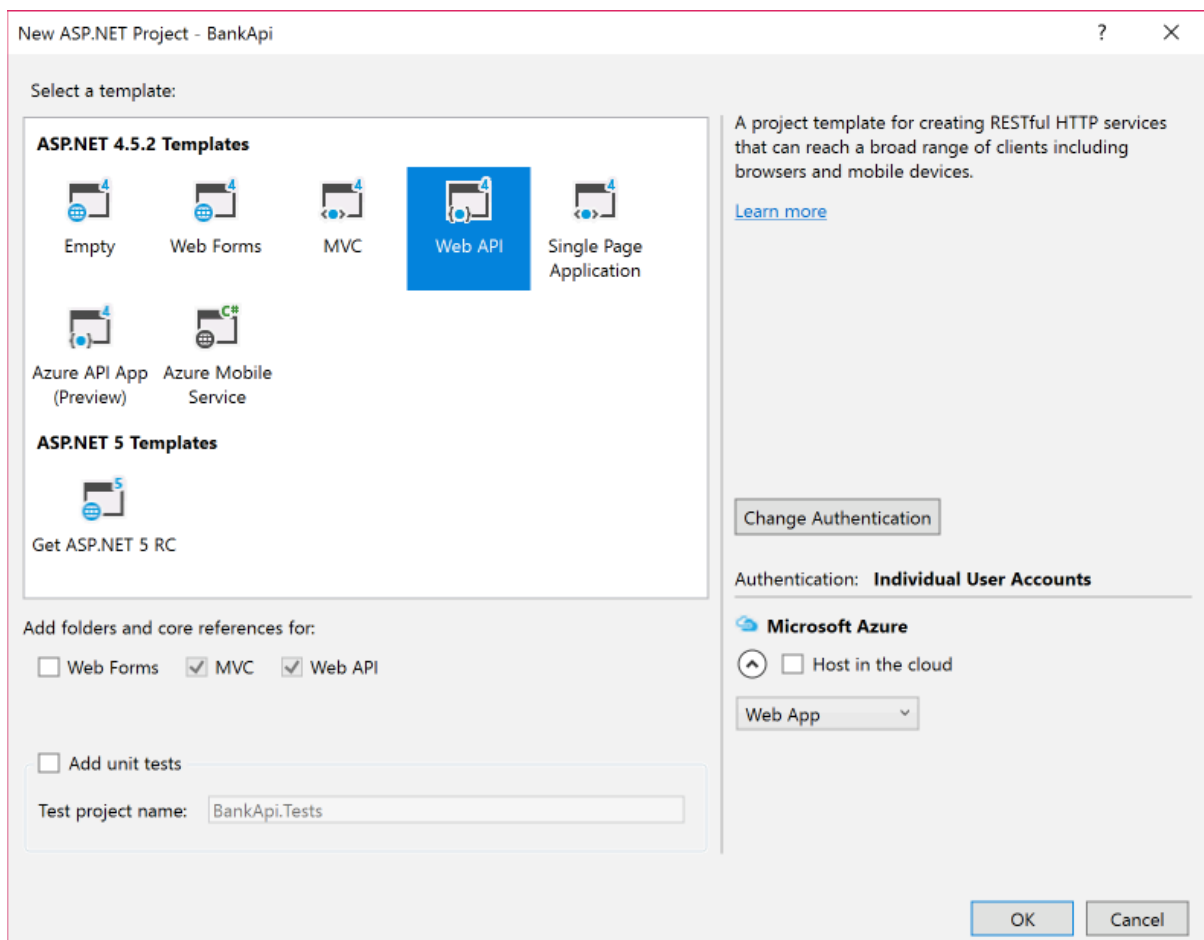 New ASP.NET Project - BankApi
?
Select a template:
ASP.NET 4.5.2 Templates
4
4
4
4
4
Empty
Web Forms
MVC
Web API
Single Page
Application
4
C#
Azure API App
(Preview)
Azure Mobile
Service
ASP.NET 5 Templates
5
Get ASP.NET 5 RC
A project template for creating RESTful HTTP services
that can reach a broad range of clients including
browsers and mobile devices.
Learn more
Change Authentication
Authentication: Individual User Accounts
Microsoft Azure
Host in the cloud
Web App
Add folders and core references for:
Web Forms MVC Web API
Add unit tests
Test project name: BankApi.Tests
OK
Cancel